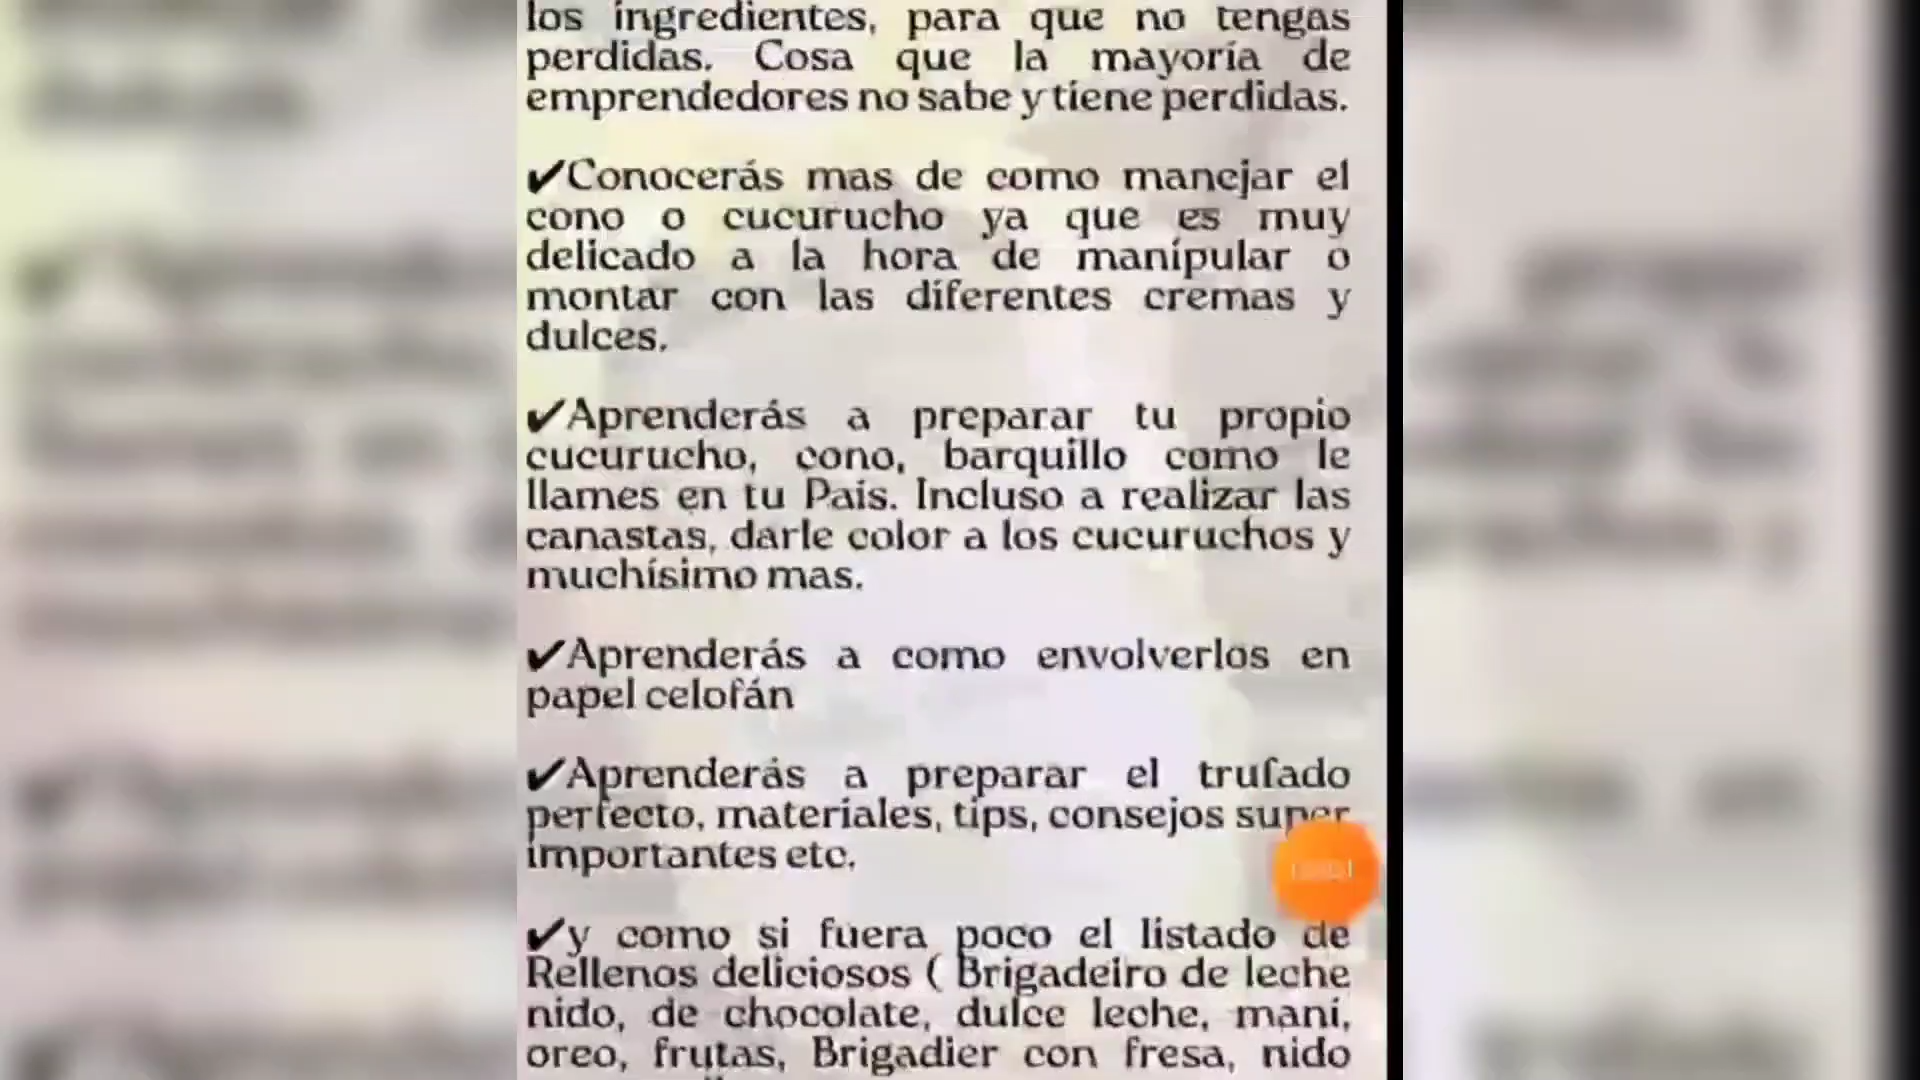 los ingredientes, para que no tengas
perdidas. Cosa que la mayoría de
emprendedores no sabe y tiene perdidas.
✔Conocerás mas de como manejar el
cono o cucurucho ya que es muy
delicado a la hora de manipular o
montar con las diferentes cremas y
dulces.
✔Aprenderás a preparar tu propio
cucurucho, cono, barquillo como le
llames en tu País. Incluso a realizar las
canastas, darle color a los cucuruchos y
muchísimo mas.
✔Aprenderás a como envolverlos en
papel celofán
✔Aprenderás a preparar el trufado
perfecto, materiales, tips, consejos super
importantes etc.
✔y como si fuera poco el listado de
Rellenos deliciosos ( Brigadeiro de leche
nido, de chocolate, dulce leche, maní,
oreo, frutas, Brigadier con fresa, nido